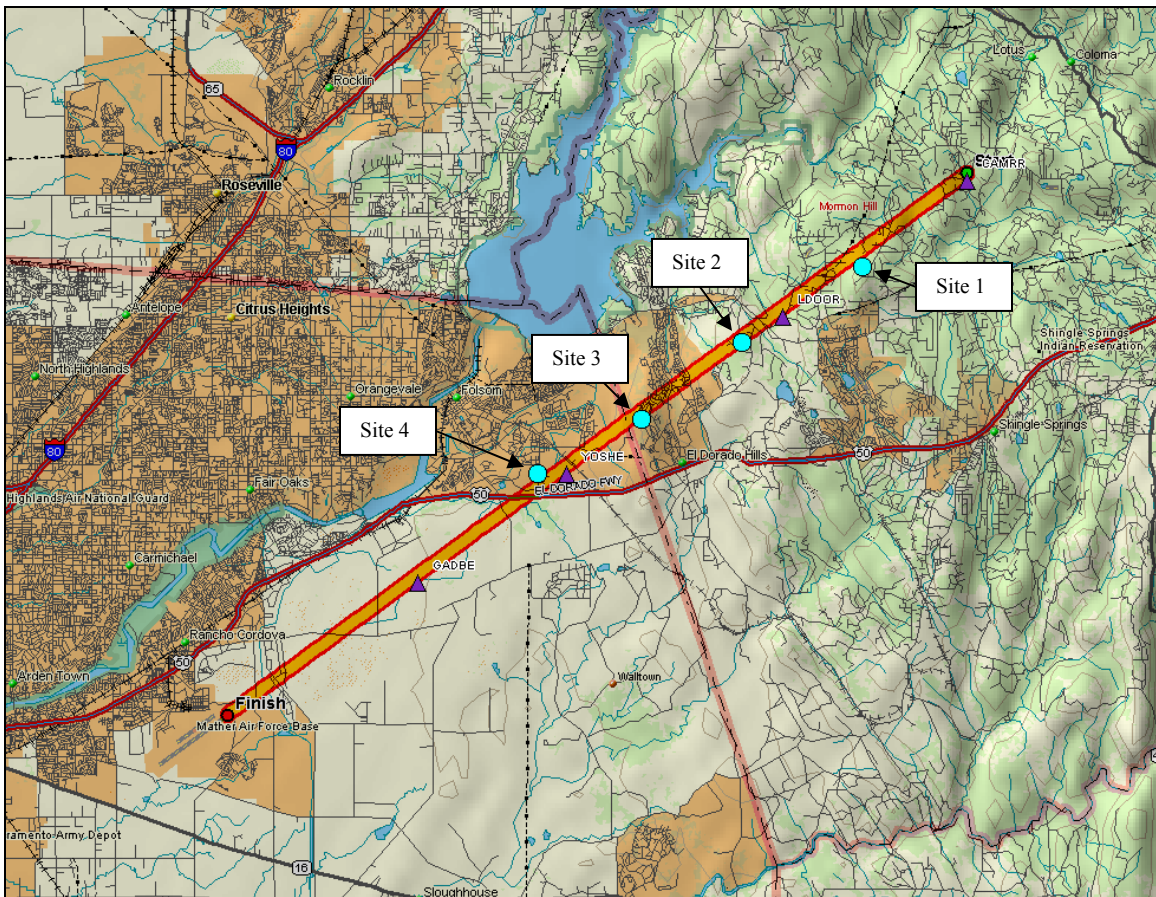 Lotus
Coloma
Rocklin
65
80
Roseville
CAMRR
Mormon Hill
Site 2
LDOOR
Site 1
Antelope
Citrus Heights
Shingle Springs
Indian Reservation
Site 3
North Highlands
Orangevale
Folsom
Site 4
Shingle Springs
80
YOSHE
El Dorado Hills
50
Fair Oaks
Highlands Air National Guard
50
EL DORADO FWY
Carmichael
GADBE
Rancho Cordova
50
Arden Town
Walltown
Finish
Mather Air Force Base
ramento Army Depot
16
Sloughhouse